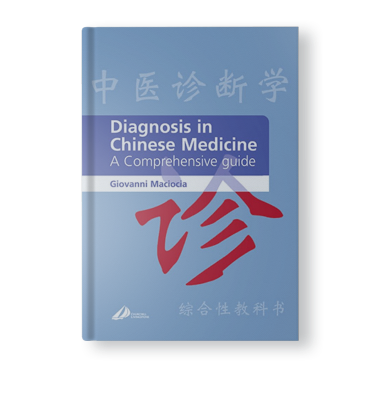 中医诊断学
Diagnosis in
Chinese Medicine
A Comprehensive guide
Giovanni Maciocia
诊
综合性教科书